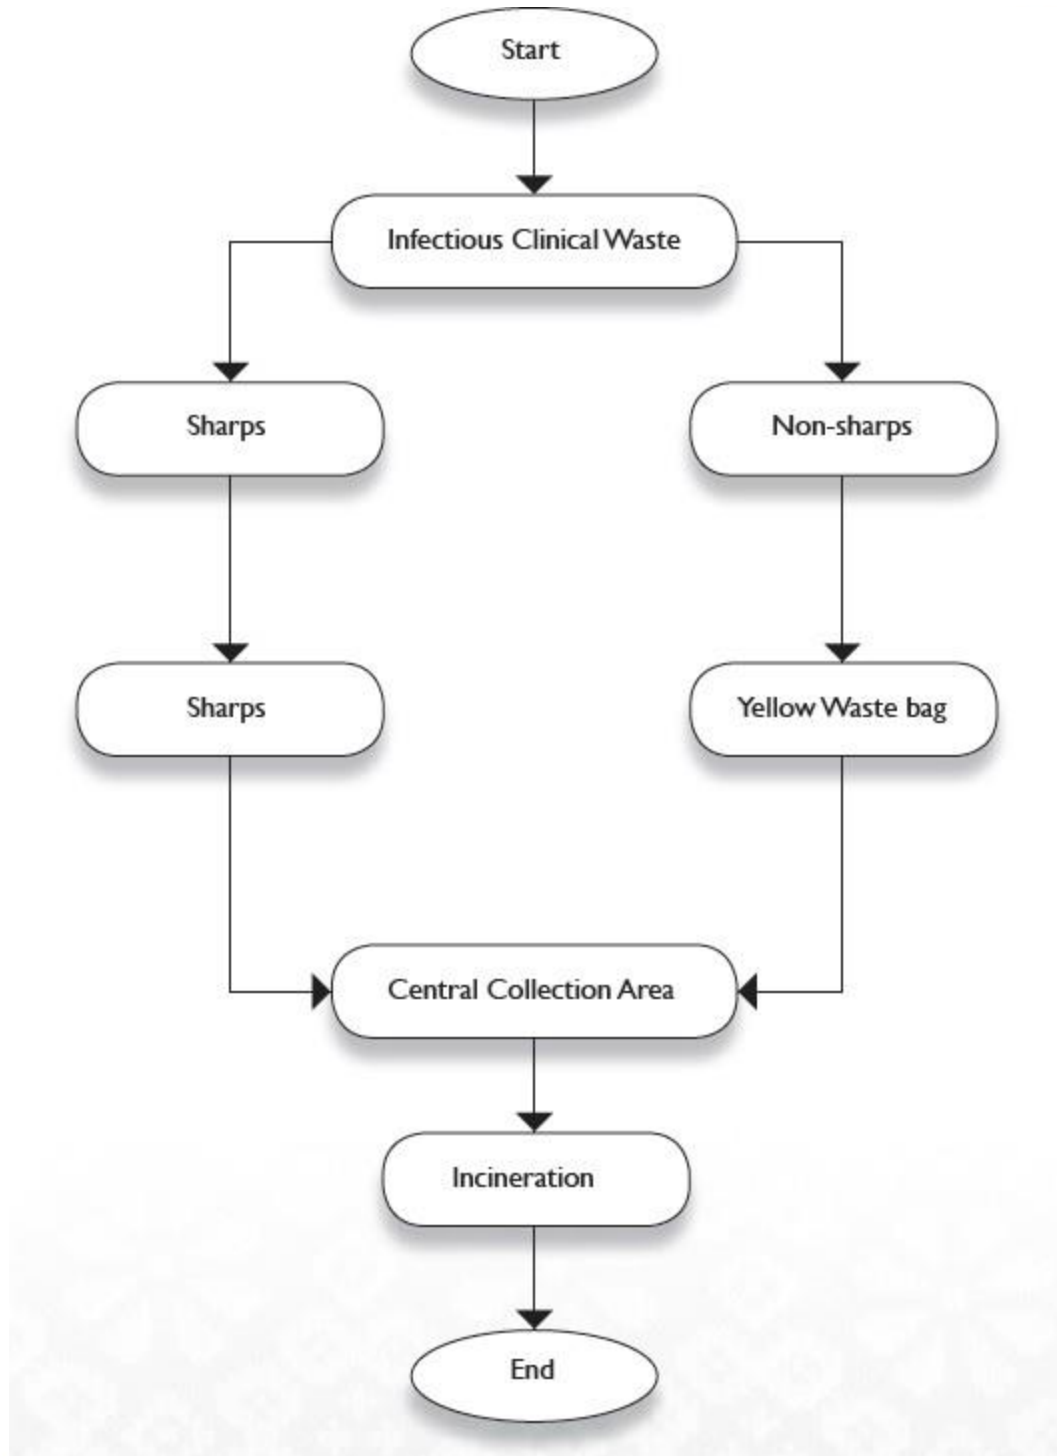 Start
Infectious Clinical Waste
Sharps
Non-sharps
Sharps
Yellow Waste bag
Central Collection Area
Incineration
End